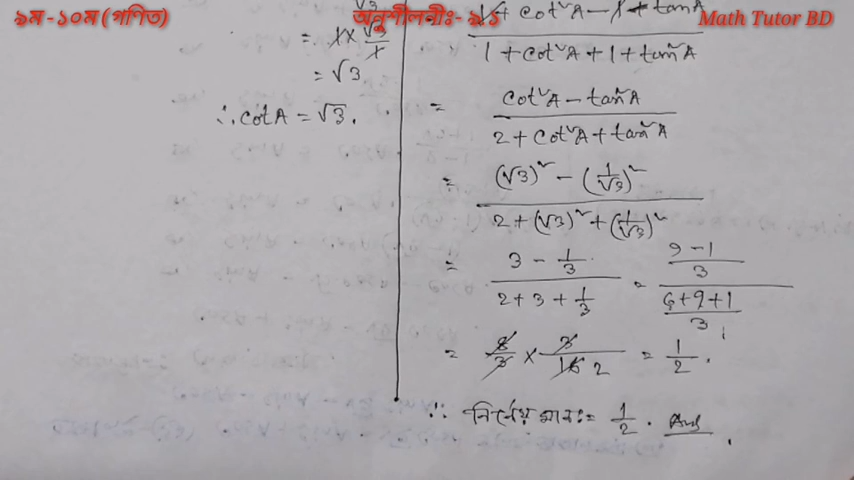 ৯ম - ১০ম (গণিত) অনুশীলনীঃ- ৯.১ Math Tutor BD
√3
= 1 × √3/1
= √3
∴ cotA = √3.
1 + cot²A - 1 + tan²A
1 + cot²A + 1 + tan²A
= cot²A - tan²A / 2 + cot²A + tan²A
= (√3)² - (1/√3)² / 2 + (√3)² + (1/√3)²
= 3 - 1/3 / 2 + 3 + 1/3 = 9-1/3 / 6+9+1/3
= 8/3 × 3/16 2 = 1/2 .
∴ নির্ণেয় মানঃ = 1/2 . Ans .